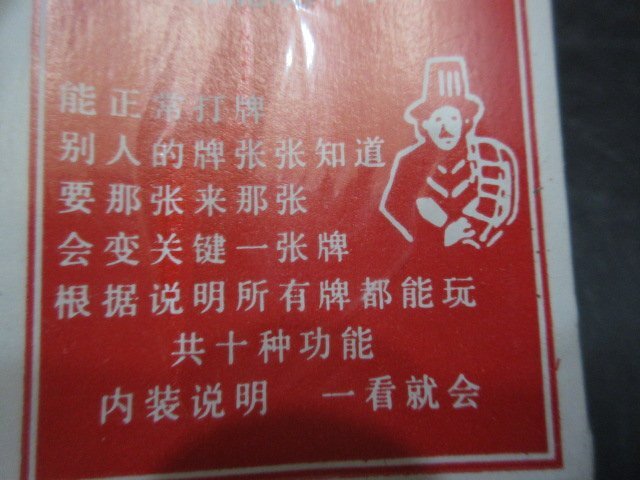 能正常打牌
别人的牌张张知道
要那张来那张
会变关键一张牌
根据说明所有牌都能玩
共十种功能
内装说明 一看就会